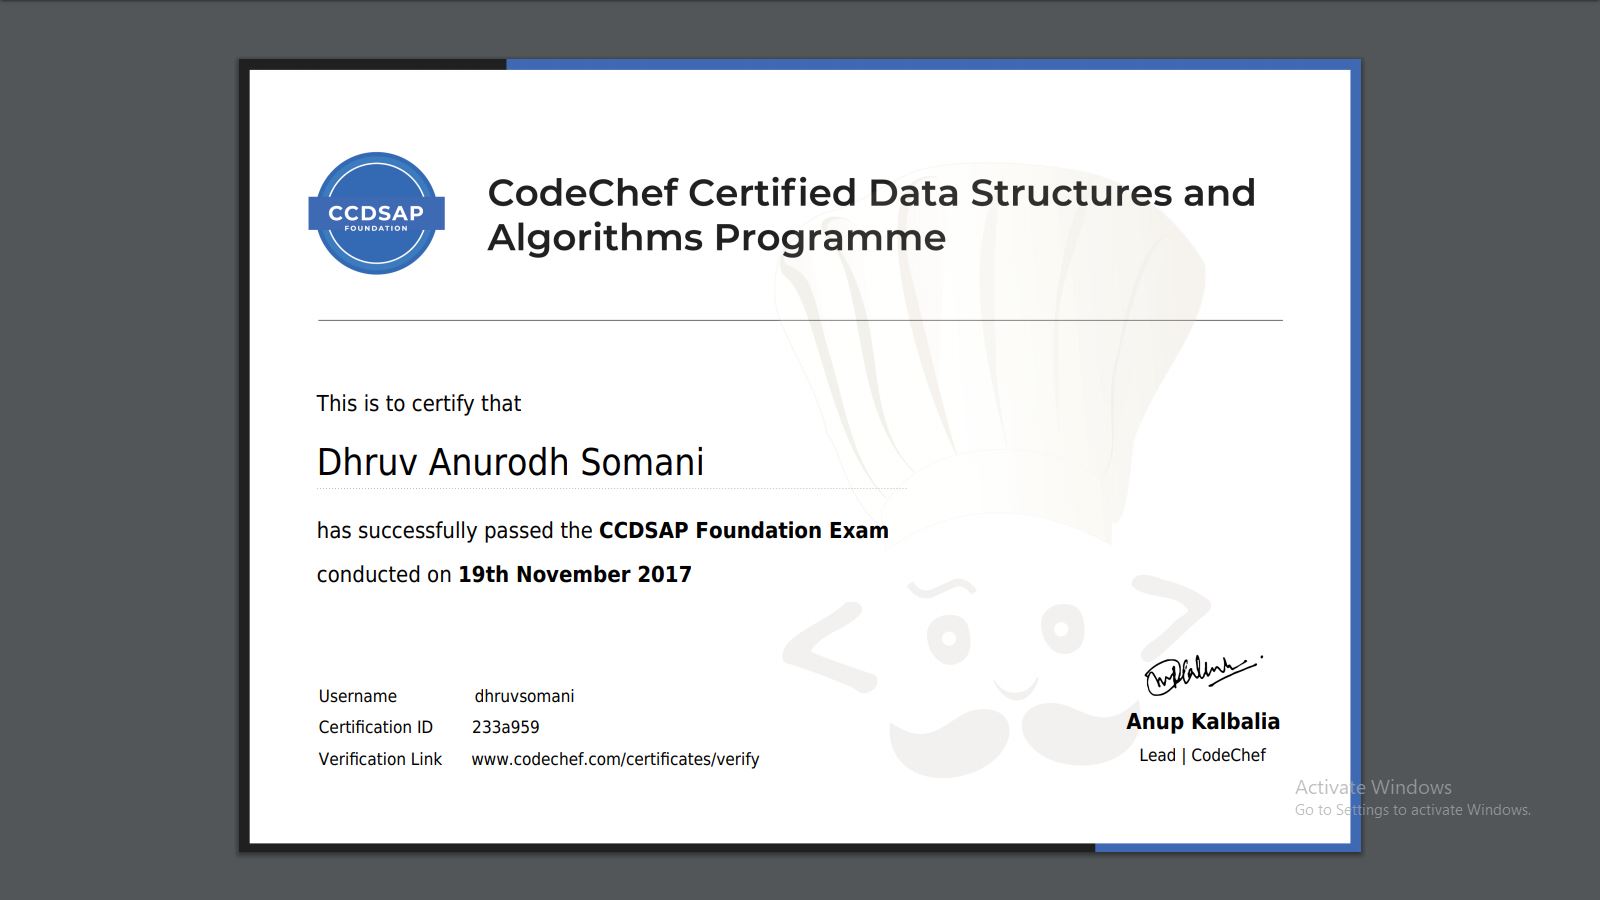 CCDSAP
FOUNDATION
CodeChef Certified Data Structures and
Algorithms Programme
This is to certify that
Dhruv Anurodh Somani
has successfully passed the CCDSAP Foundation Exam
conducted on 19th November 2017
Username dhruvsomani
Certification ID 233a959
Verification Link www.codechef.com/certificates/verify
Anup Kalbalia
Lead | CodeChef
Activate Windows
Go to Settings to activate Windows.